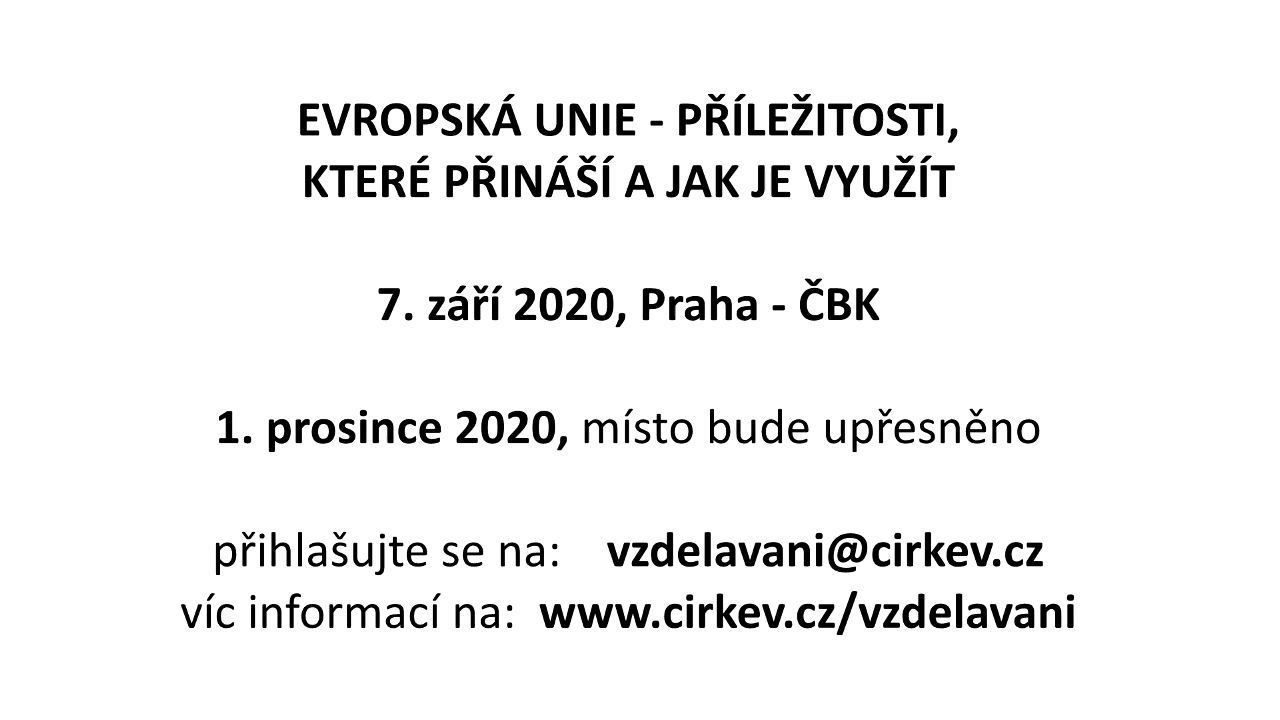 EVROPSKÁ UNIE - PŘÍLEŽITOSTI,
KTERÉ PŘINÁŠÍ A JAK JE VYUŽÍT
7. září 2020, Praha - ČBK
1. prosince 2020, místo bude upřesněno
přihlašujte se na: vzdelavani@cirkev.cz
víc informací na: www.cirkev.cz/vzdelavani